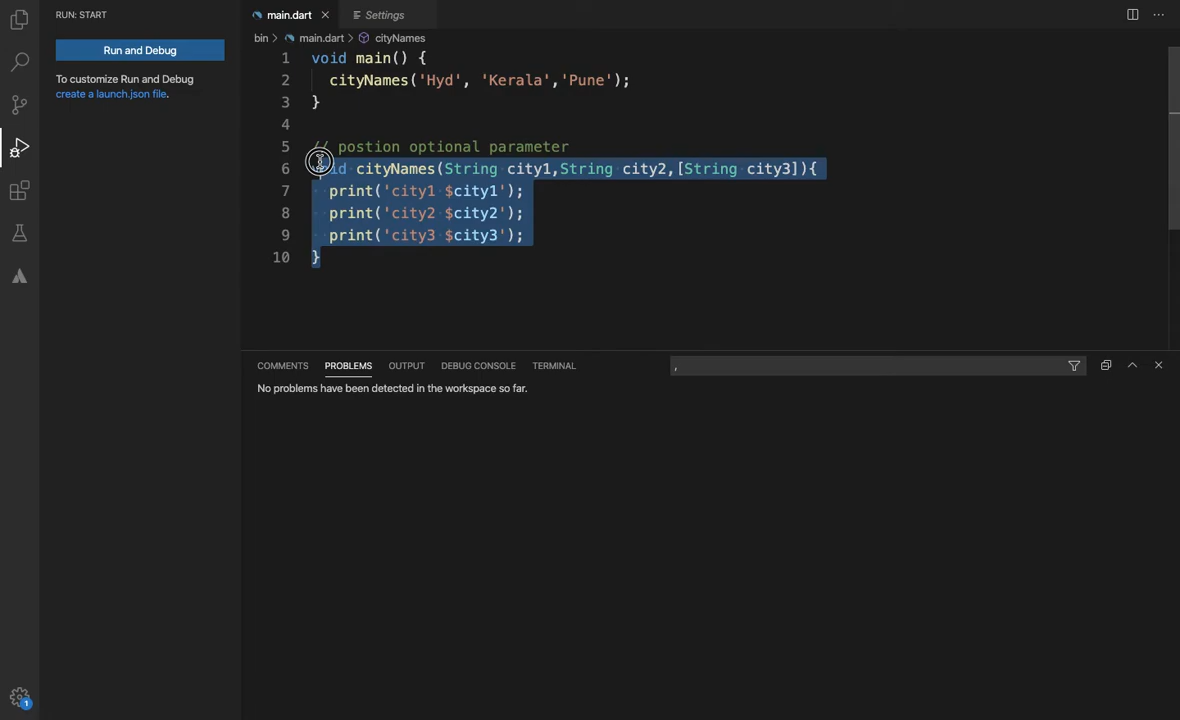 RUN: START
main.dart
Settings
Run and Debug
To customize Run and Debug
create a launch.json file.
bin > main.dart > cityNames
1 void main() {
2 cityNames('Hyd', 'Kerala','Pune');
3 }
4
5 // postion optional parameter
6 id cityNames(String city1,String city2,[String city3]){
7 print('city1 $city1');
8 print('city2 $city2');
9 print('city3 $city3');
10 }
COMMENTS PROBLEMS OUTPUT DEBUG CONSOLE TERMINAL ,
No problems have been detected in the workspace so far.
1